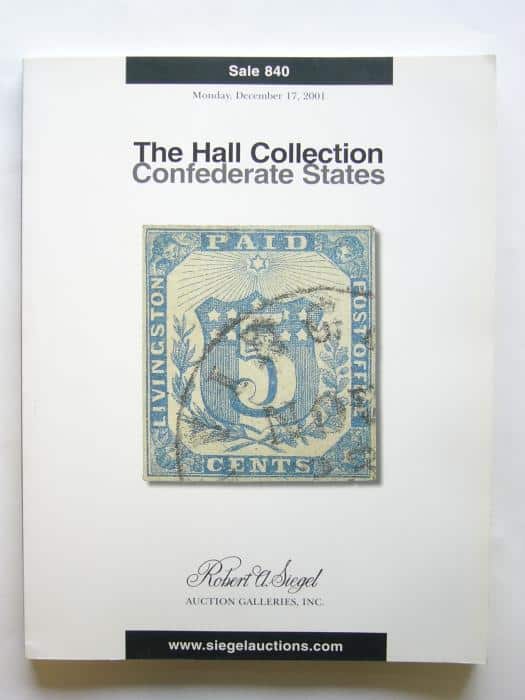 Sale 840
Monday, December 17, 2001
The Hall Collection
Confederate States
PAID
LIVINGSTON
POST OFFICE
5
CENTS
Robert A. Siegel
AUCTION GALLERIES, INC.
www.siegelauctions.com